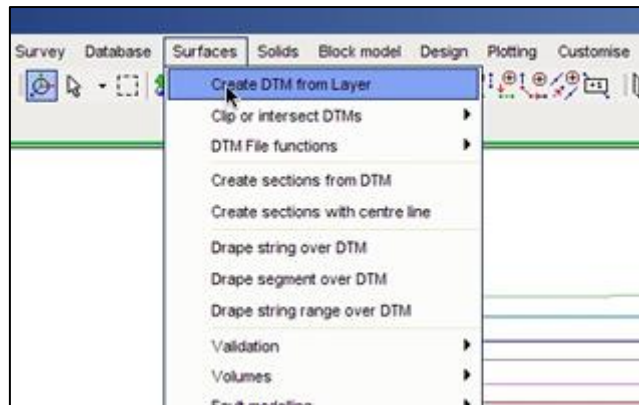 Survey Database Surfaces Solids Block model Design Plotting Customise
Create DTM from Layer
Clip or intersect DTMs
DTM File functions
Create sections from DTM
Create sections with centre line
Drape string over DTM
Drape segment over DTM
Drape string range over DTM
Validation
Volumes
Fault modelling